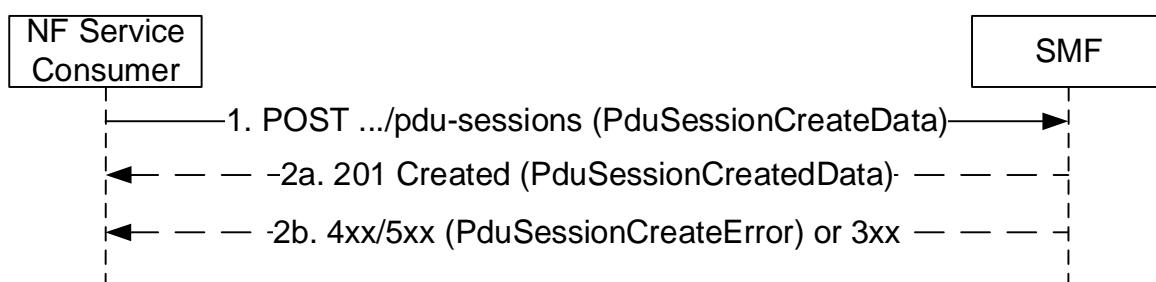 NF Service
Consumer
SMF
1. POST .../pdu-sessions (PduSessionCreateData)
2a. 201 Created (PduSessionCreatedData)
2b. 4xx/5xx (PduSessionCreateError) or 3xx